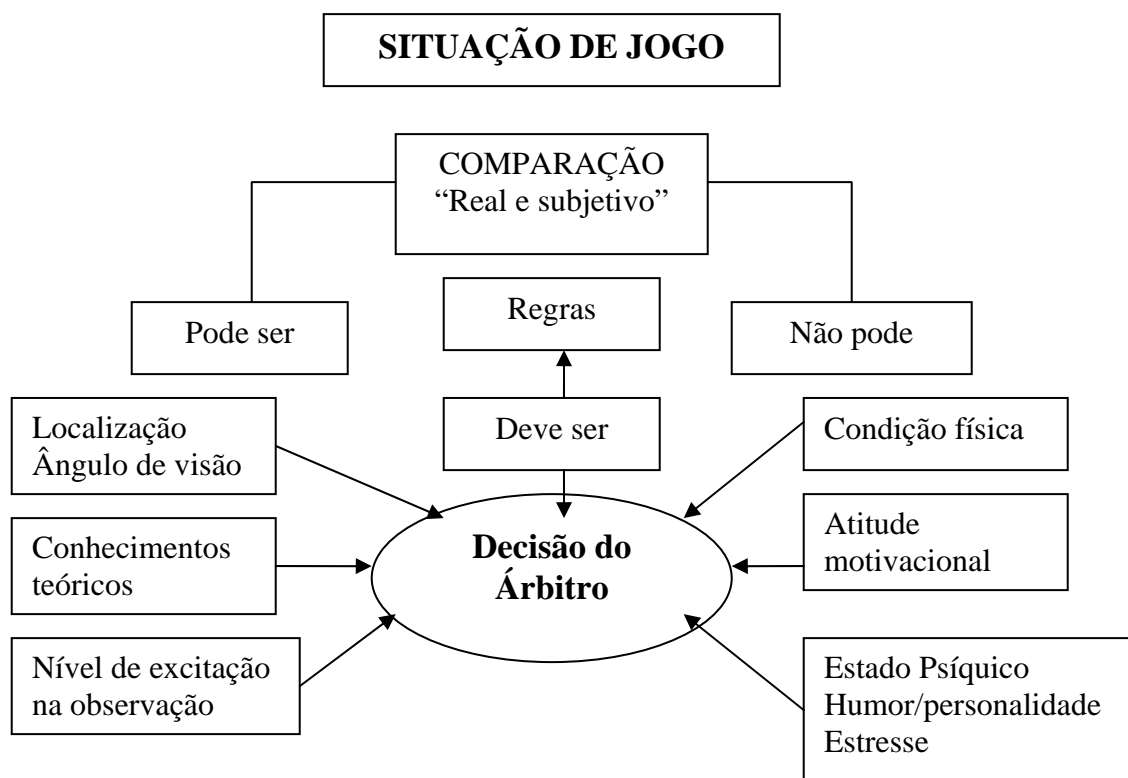 SITUAÇÃO DE JOGO
COMPARAÇÃO
“Real e subjetivo”
Pode ser
Regras
Não pode
Localização
Ângulo de visão
Deve ser
Condição física
Conhecimentos
teóricos
Decisão do
Árbitro
Atitude
motivacional
Nível de excitação
na observação
Estado Psíquico
Humor/personalidade
Estresse